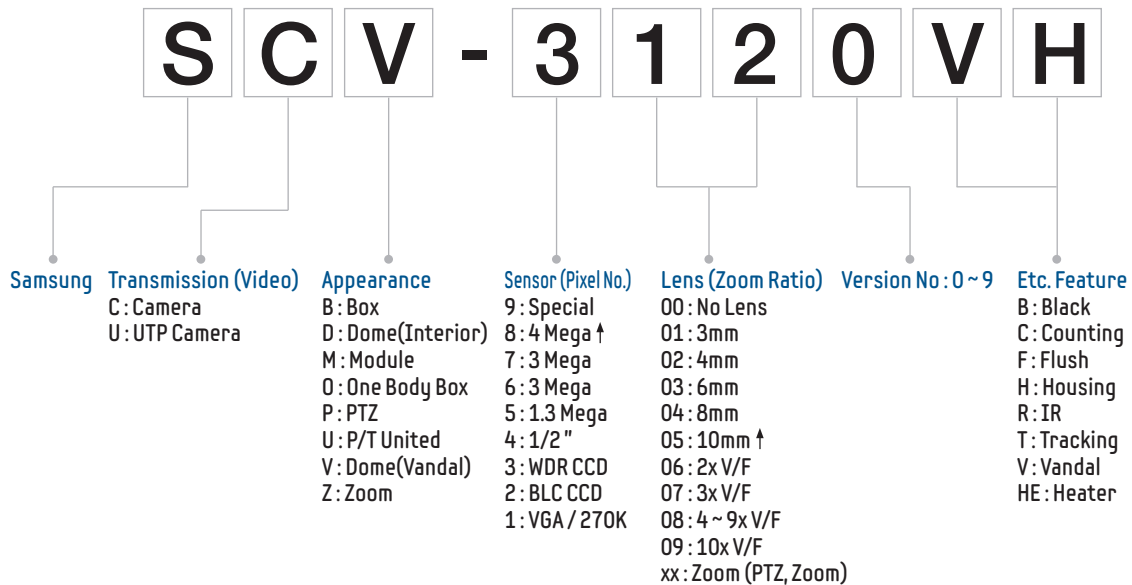 SCV-3120VH
Samsung
Transmission (Video)
C : Camera
U : UTP Camera
Appearance
B : Box
D : Dome(Interior)
M : Module
O : One Body Box
P : PTZ
U : P/T United
V : Dome(Vandal)
Z : Zoom
Sensor (Pixel No.)
9 : Special
8 : 4 Mega ↑
7 : 3 Mega
6 : 3 Mega
5 : 1.3 Mega
4 : 1/2 "
3 : WDR CCD
2 : BLC CCD
1 : VGA / 270K
Lens (Zoom Ratio)
00 : No Lens
01 : 3mm
02 : 4mm
03 : 6mm
04 : 8mm
05 : 10mm ↑
06 : 2x V/F
07 : 3x V/F
08 : 4 ~ 9x V/F
09 : 10x V/F
xx : Zoom (PTZ, Zoom)
Version No : 0 ~ 9
Etc. Feature
B : Black
C : Counting
F : Flush
H : Housing
R : IR
T : Tracking
V : Vandal
HE : Heater